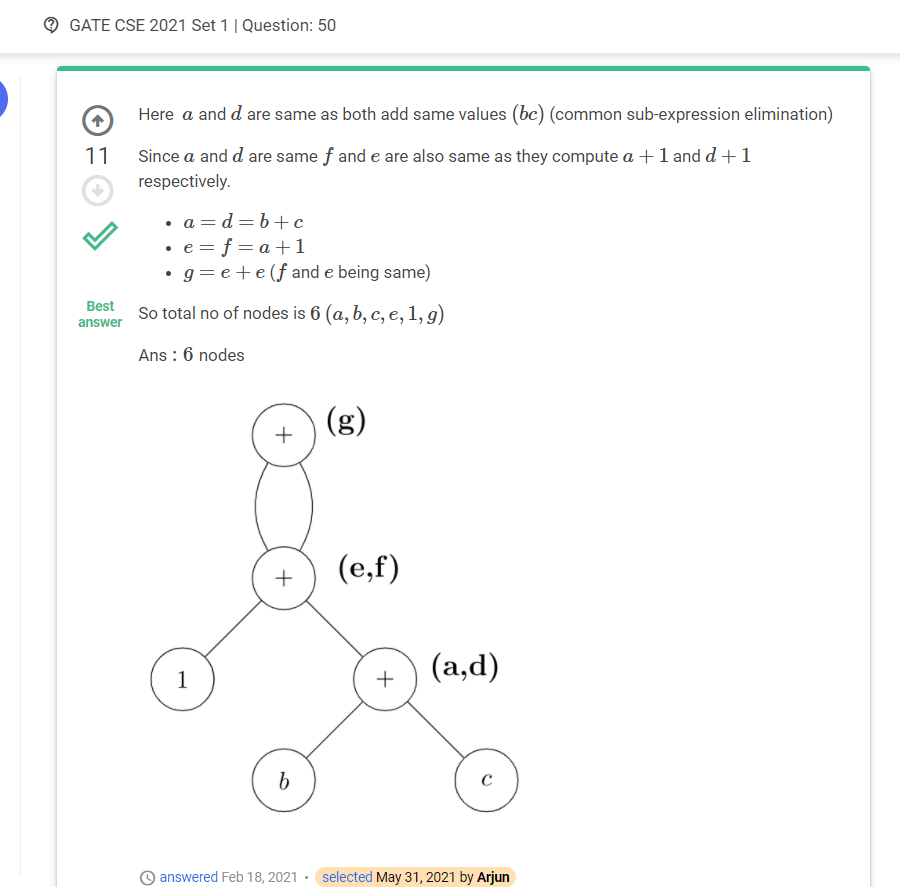 GATE CSE 2021 Set 1 | Question: 50
Here a and d are same as both add same values (bc) (common sub-expression elimination)
11
Since a and d are same f and e are also same as they compute a + 1 and d + 1
respectively.
• a = d = b + c
• e = f = a + 1
• g = e + e (f and e being same)
Best
answer
So total no of nodes is 6 (a, b, c, e, 1, g)
Ans : 6 nodes
+ (g)
+ (e,f)
1
+ (a,d)
b
c
answered Feb 18, 2021 • selected May 31, 2021 by Arjun